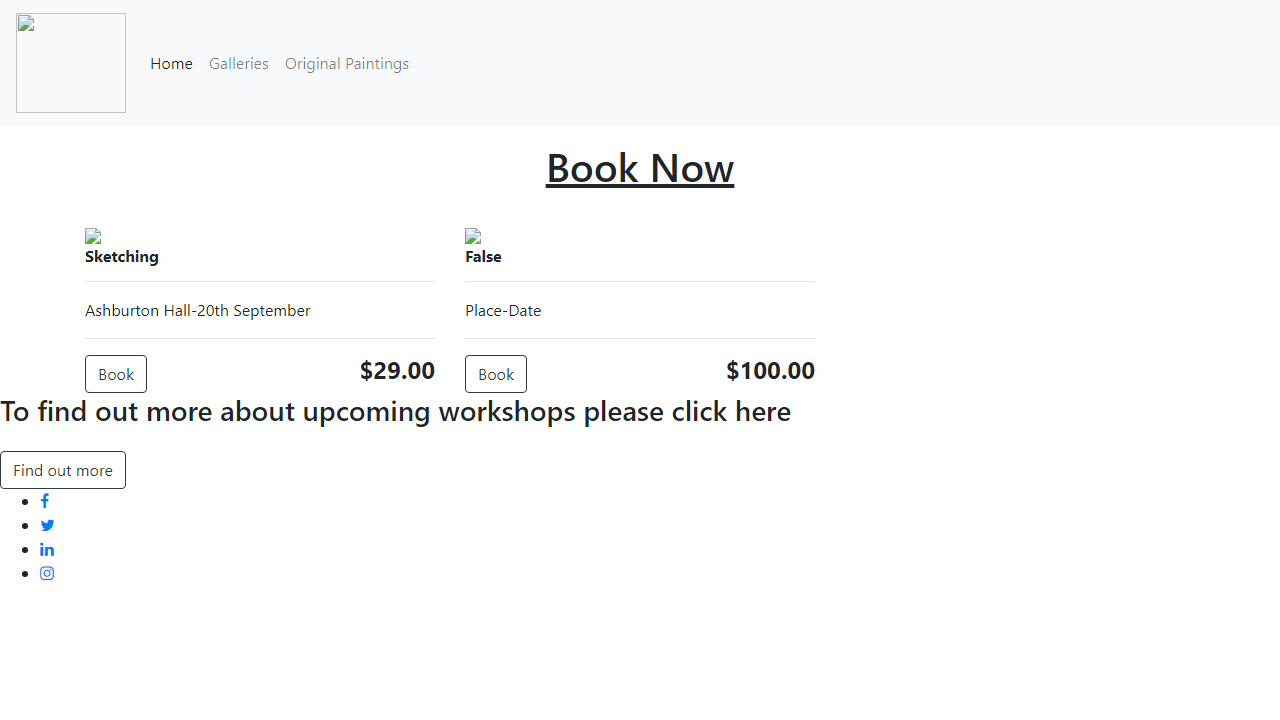 Home Galleries Original Paintings
Book Now
Sketching
Ashburton Hall-20th September
Book $29.00
False
Place-Date
Book $100.00
To find out more about upcoming workshops please click here
Find out more